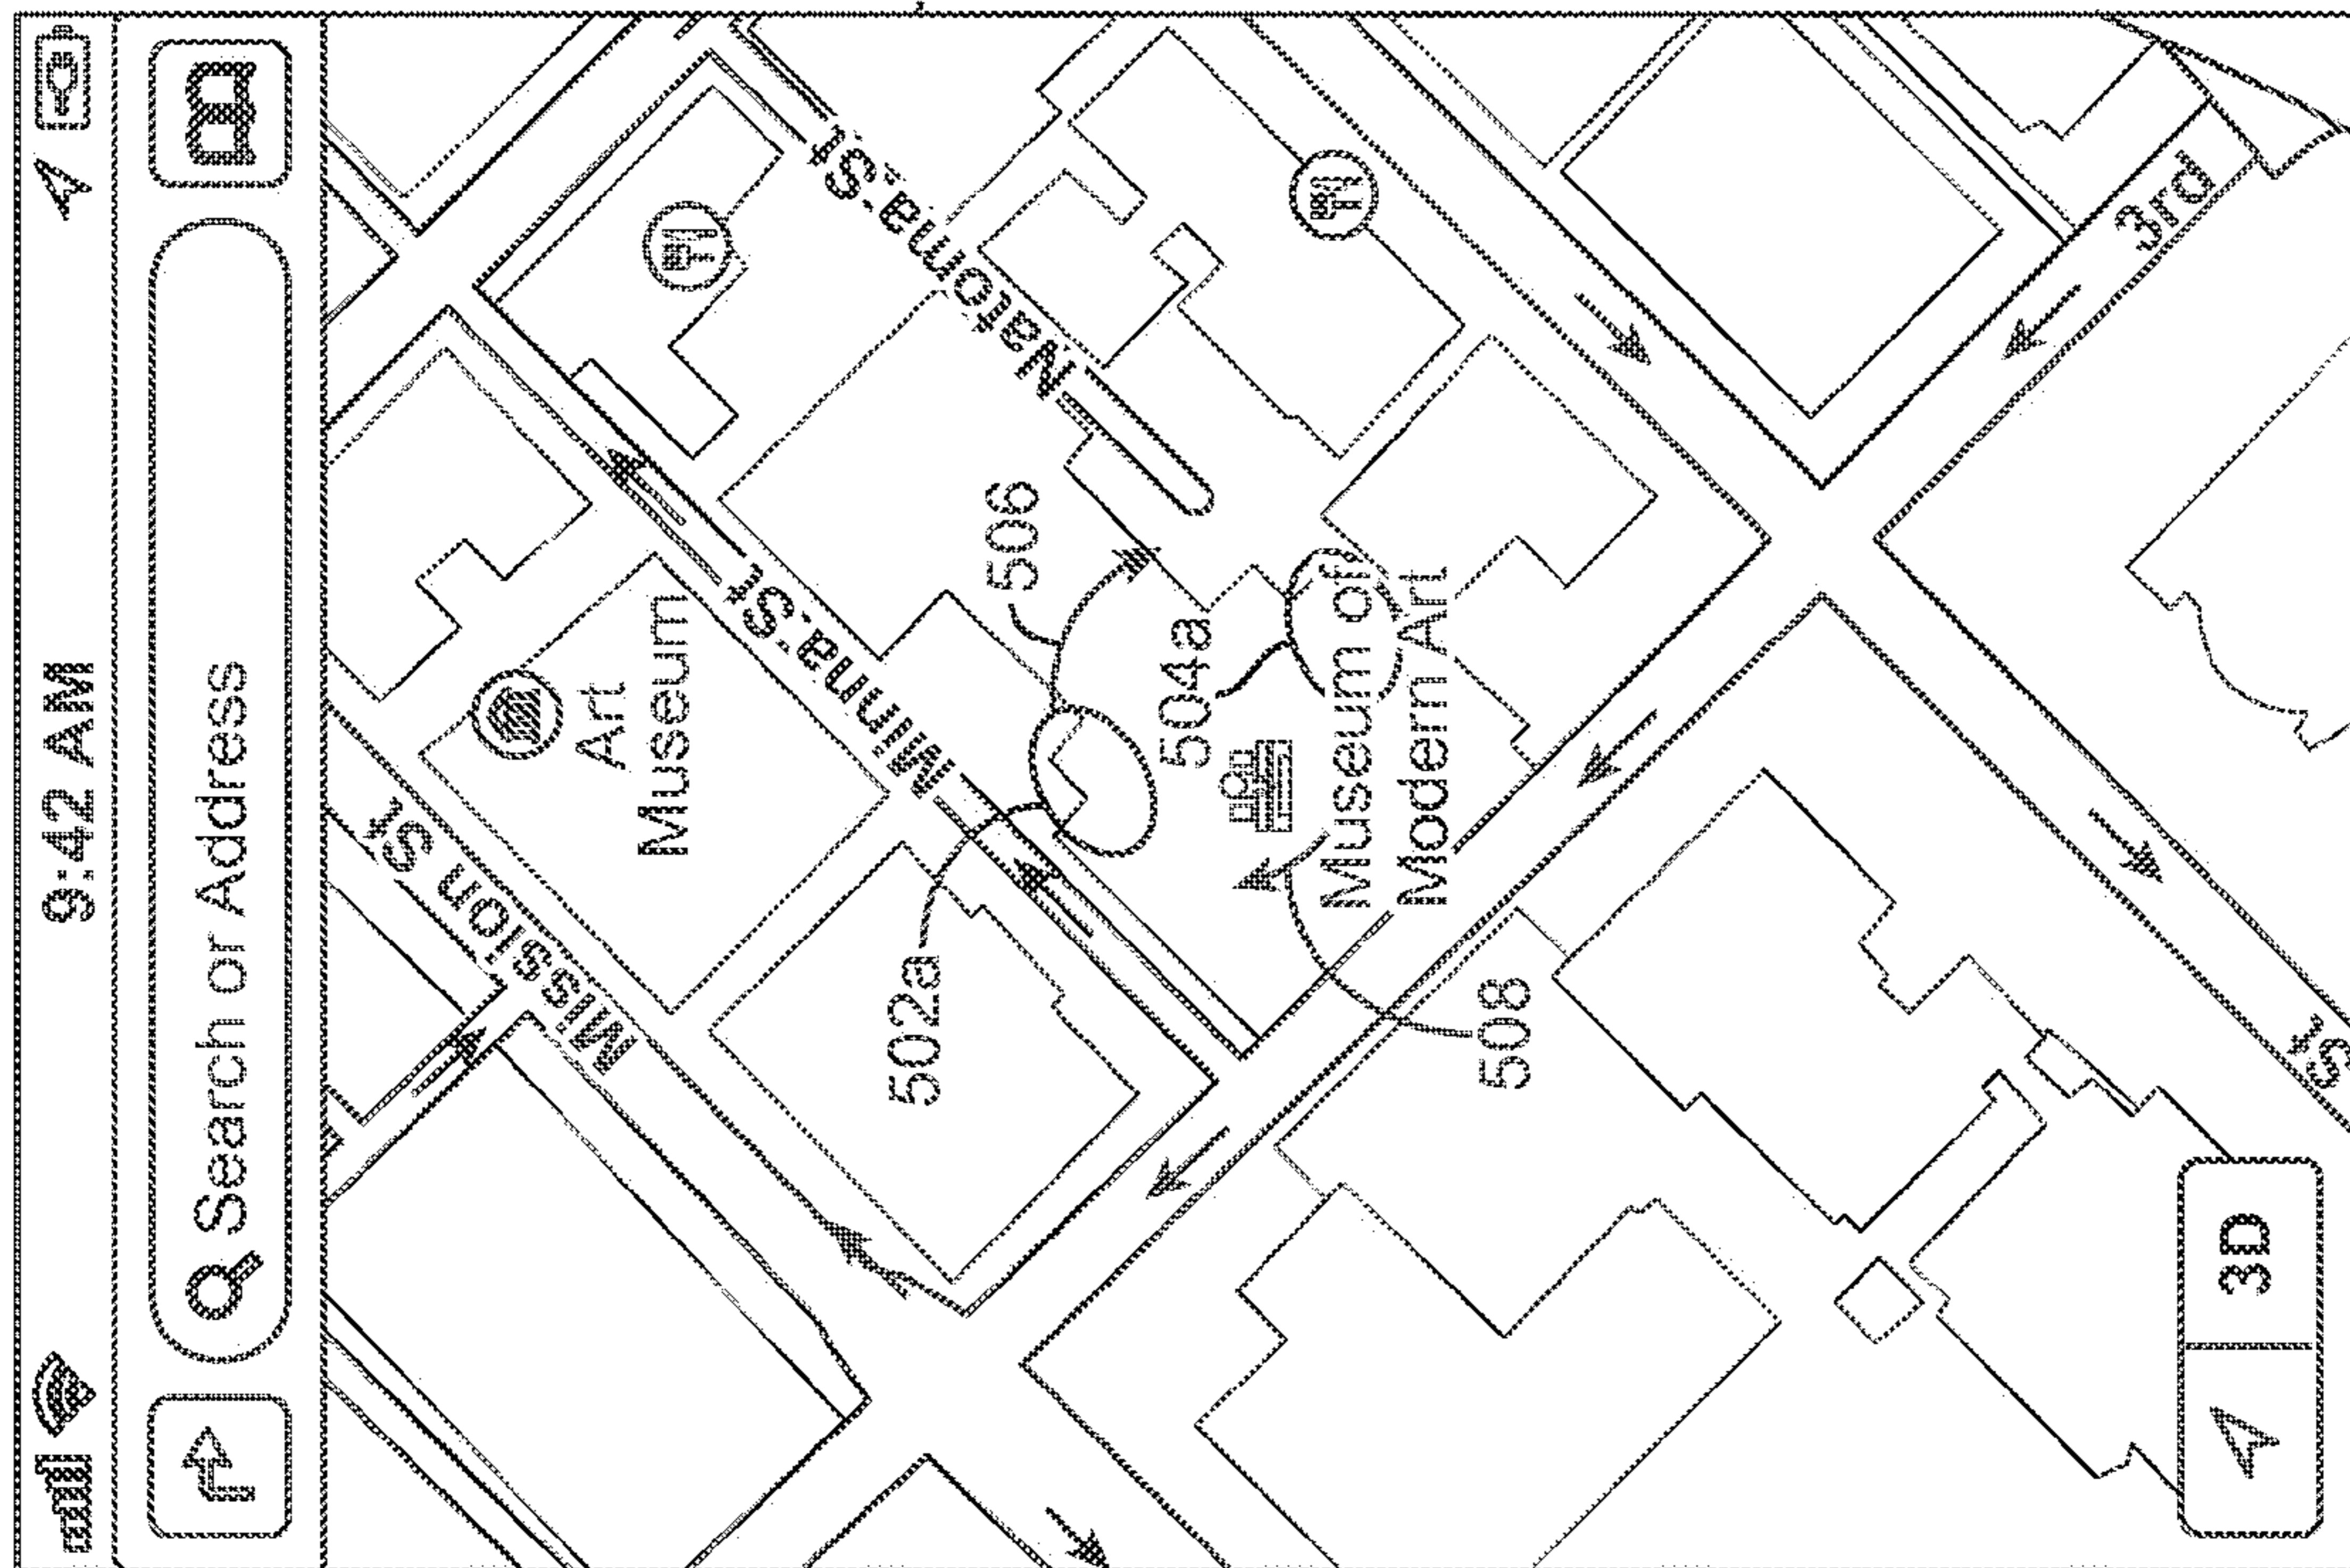 9:42 AM
Search or Address
Mission St
Art
Museum
Minna St
Natoma St
502a
506
504a
Museum of
Modern Art
508
3rd
St
3D